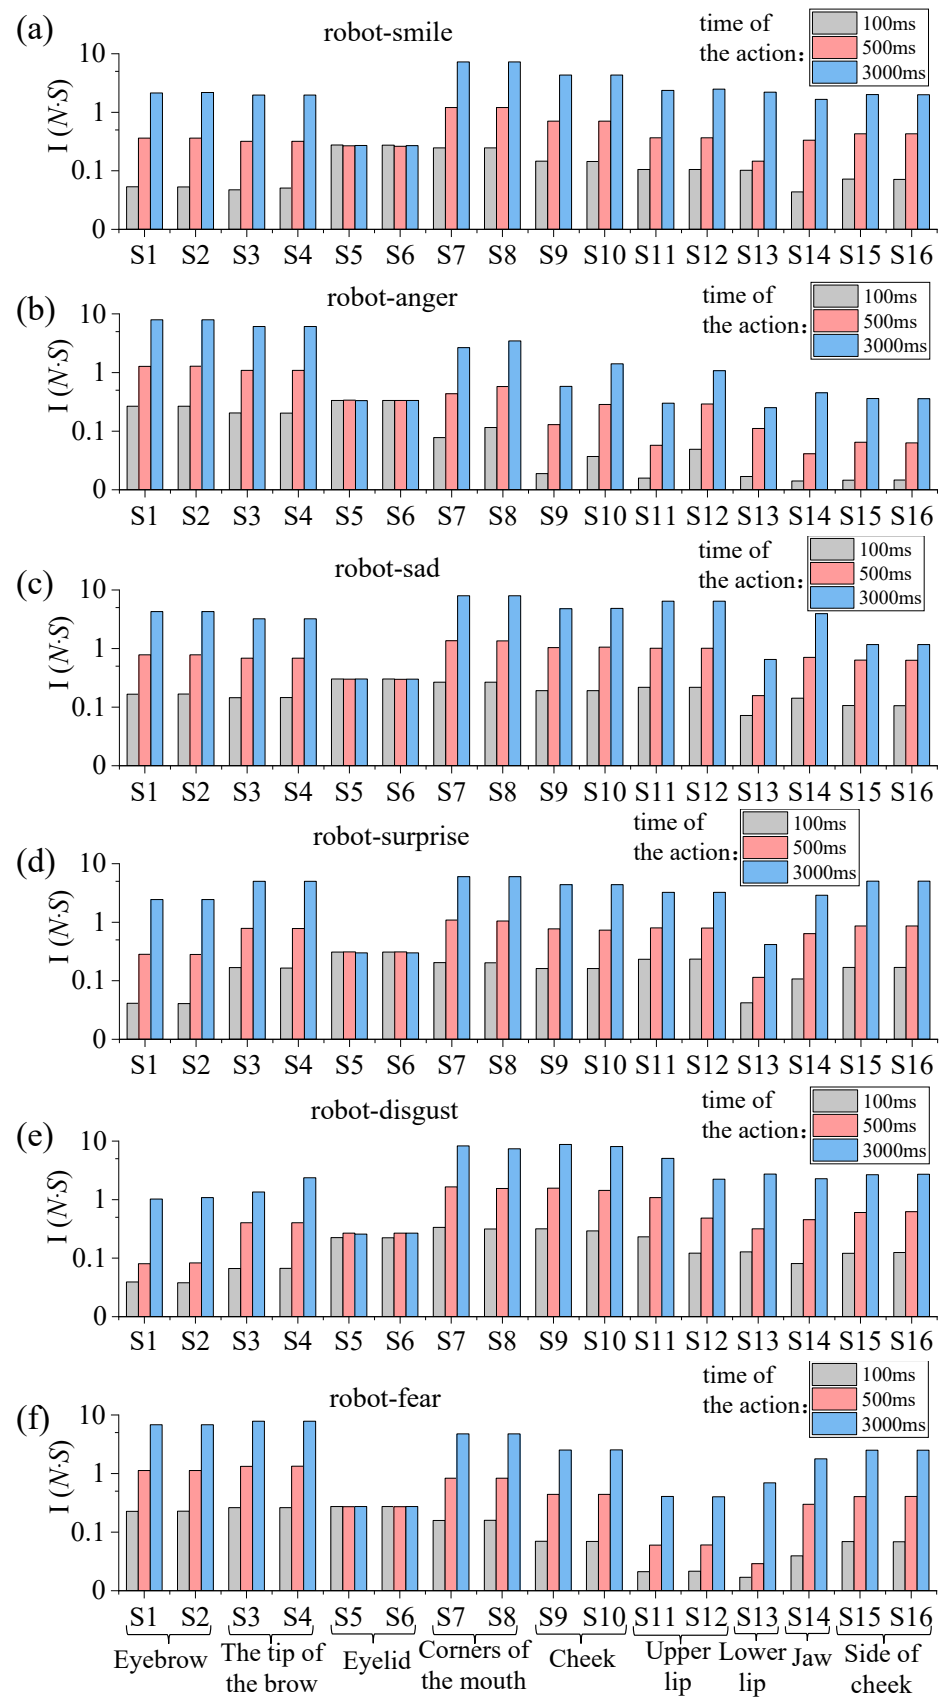 (a)
robot-smile
time of
the action:
100ms
500ms
3000ms
I (N·S)
10
1
0.1
0
S1 S2 S3 S4 S5 S6 S7 S8 S9 S10 S11 S12 S13 S14 S15 S16
(b)
robot-anger
time of
the action:
100ms
500ms
3000ms
I (N·S)
10
1
0.1
0
S1 S2 S3 S4 S5 S6 S7 S8 S9 S10 S11 S12 S13 S14 S15 S16
(c)
robot-sad
time of
the action:
100ms
500ms
3000ms
I (N·S)
10
1
0.1
0
S1 S2 S3 S4 S5 S6 S7 S8 S9 S10 S11 S12 S13 S14 S15 S16
(d)
robot-surprise
time of
the action:
100ms
500ms
3000ms
I (N·S)
10
1
0.1
0
S1 S2 S3 S4 S5 S6 S7 S8 S9 S10 S11 S12 S13 S14 S15 S16
(e)
robot-disgust
time of
the action:
100ms
500ms
3000ms
I (N·S)
10
1
0.1
0
S1 S2 S3 S4 S5 S6 S7 S8 S9 S10 S11 S12 S13 S14 S15 S16
(f)
robot-fear
time of
the action:
100ms
500ms
3000ms
I (N·S)
10
1
0.1
0
S1 S2 S3 S4 S5 S6 S7 S8 S9 S10 S11 S12 S13 S14 S15 S16
Eyebrow
The tip of
the brow
Eyelid
Corners of
the mouth
Cheek
Upper
lip
Lower
lip
Jaw
Side of
cheek